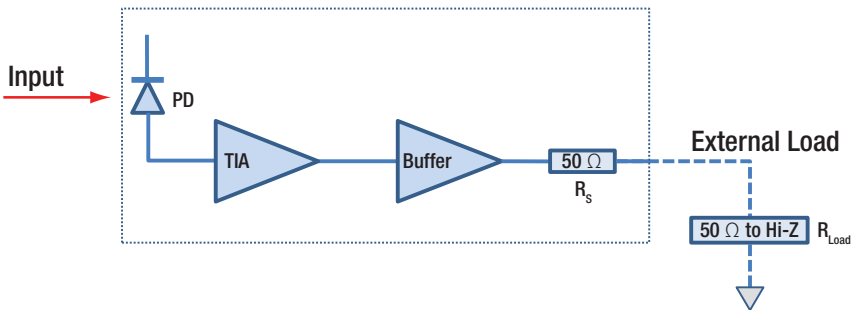 Input
PD
TIA
Buffer
50 Ω
R_S
External Load
50 Ω to Hi-Z
R_Load